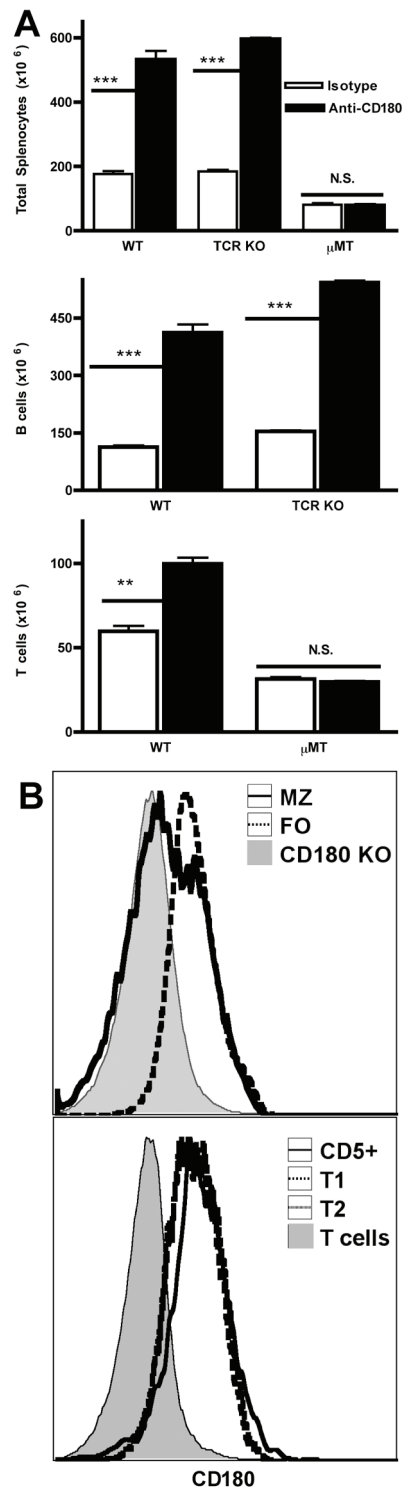 A
Total Splenocytes (x10 6)
600
400
200
0
***
***
N.S.
Isotype
Anti-CD180
WT
TCR KO
μMT
B cells (x10 6)
450
300
150
0
***
***
WT
TCR KO
T cells (x10 6)
100
50
0
**
N.S.
WT
μMT
B
MZ
FO
CD180 KO
CD5+
T1
T2
T cells
CD180